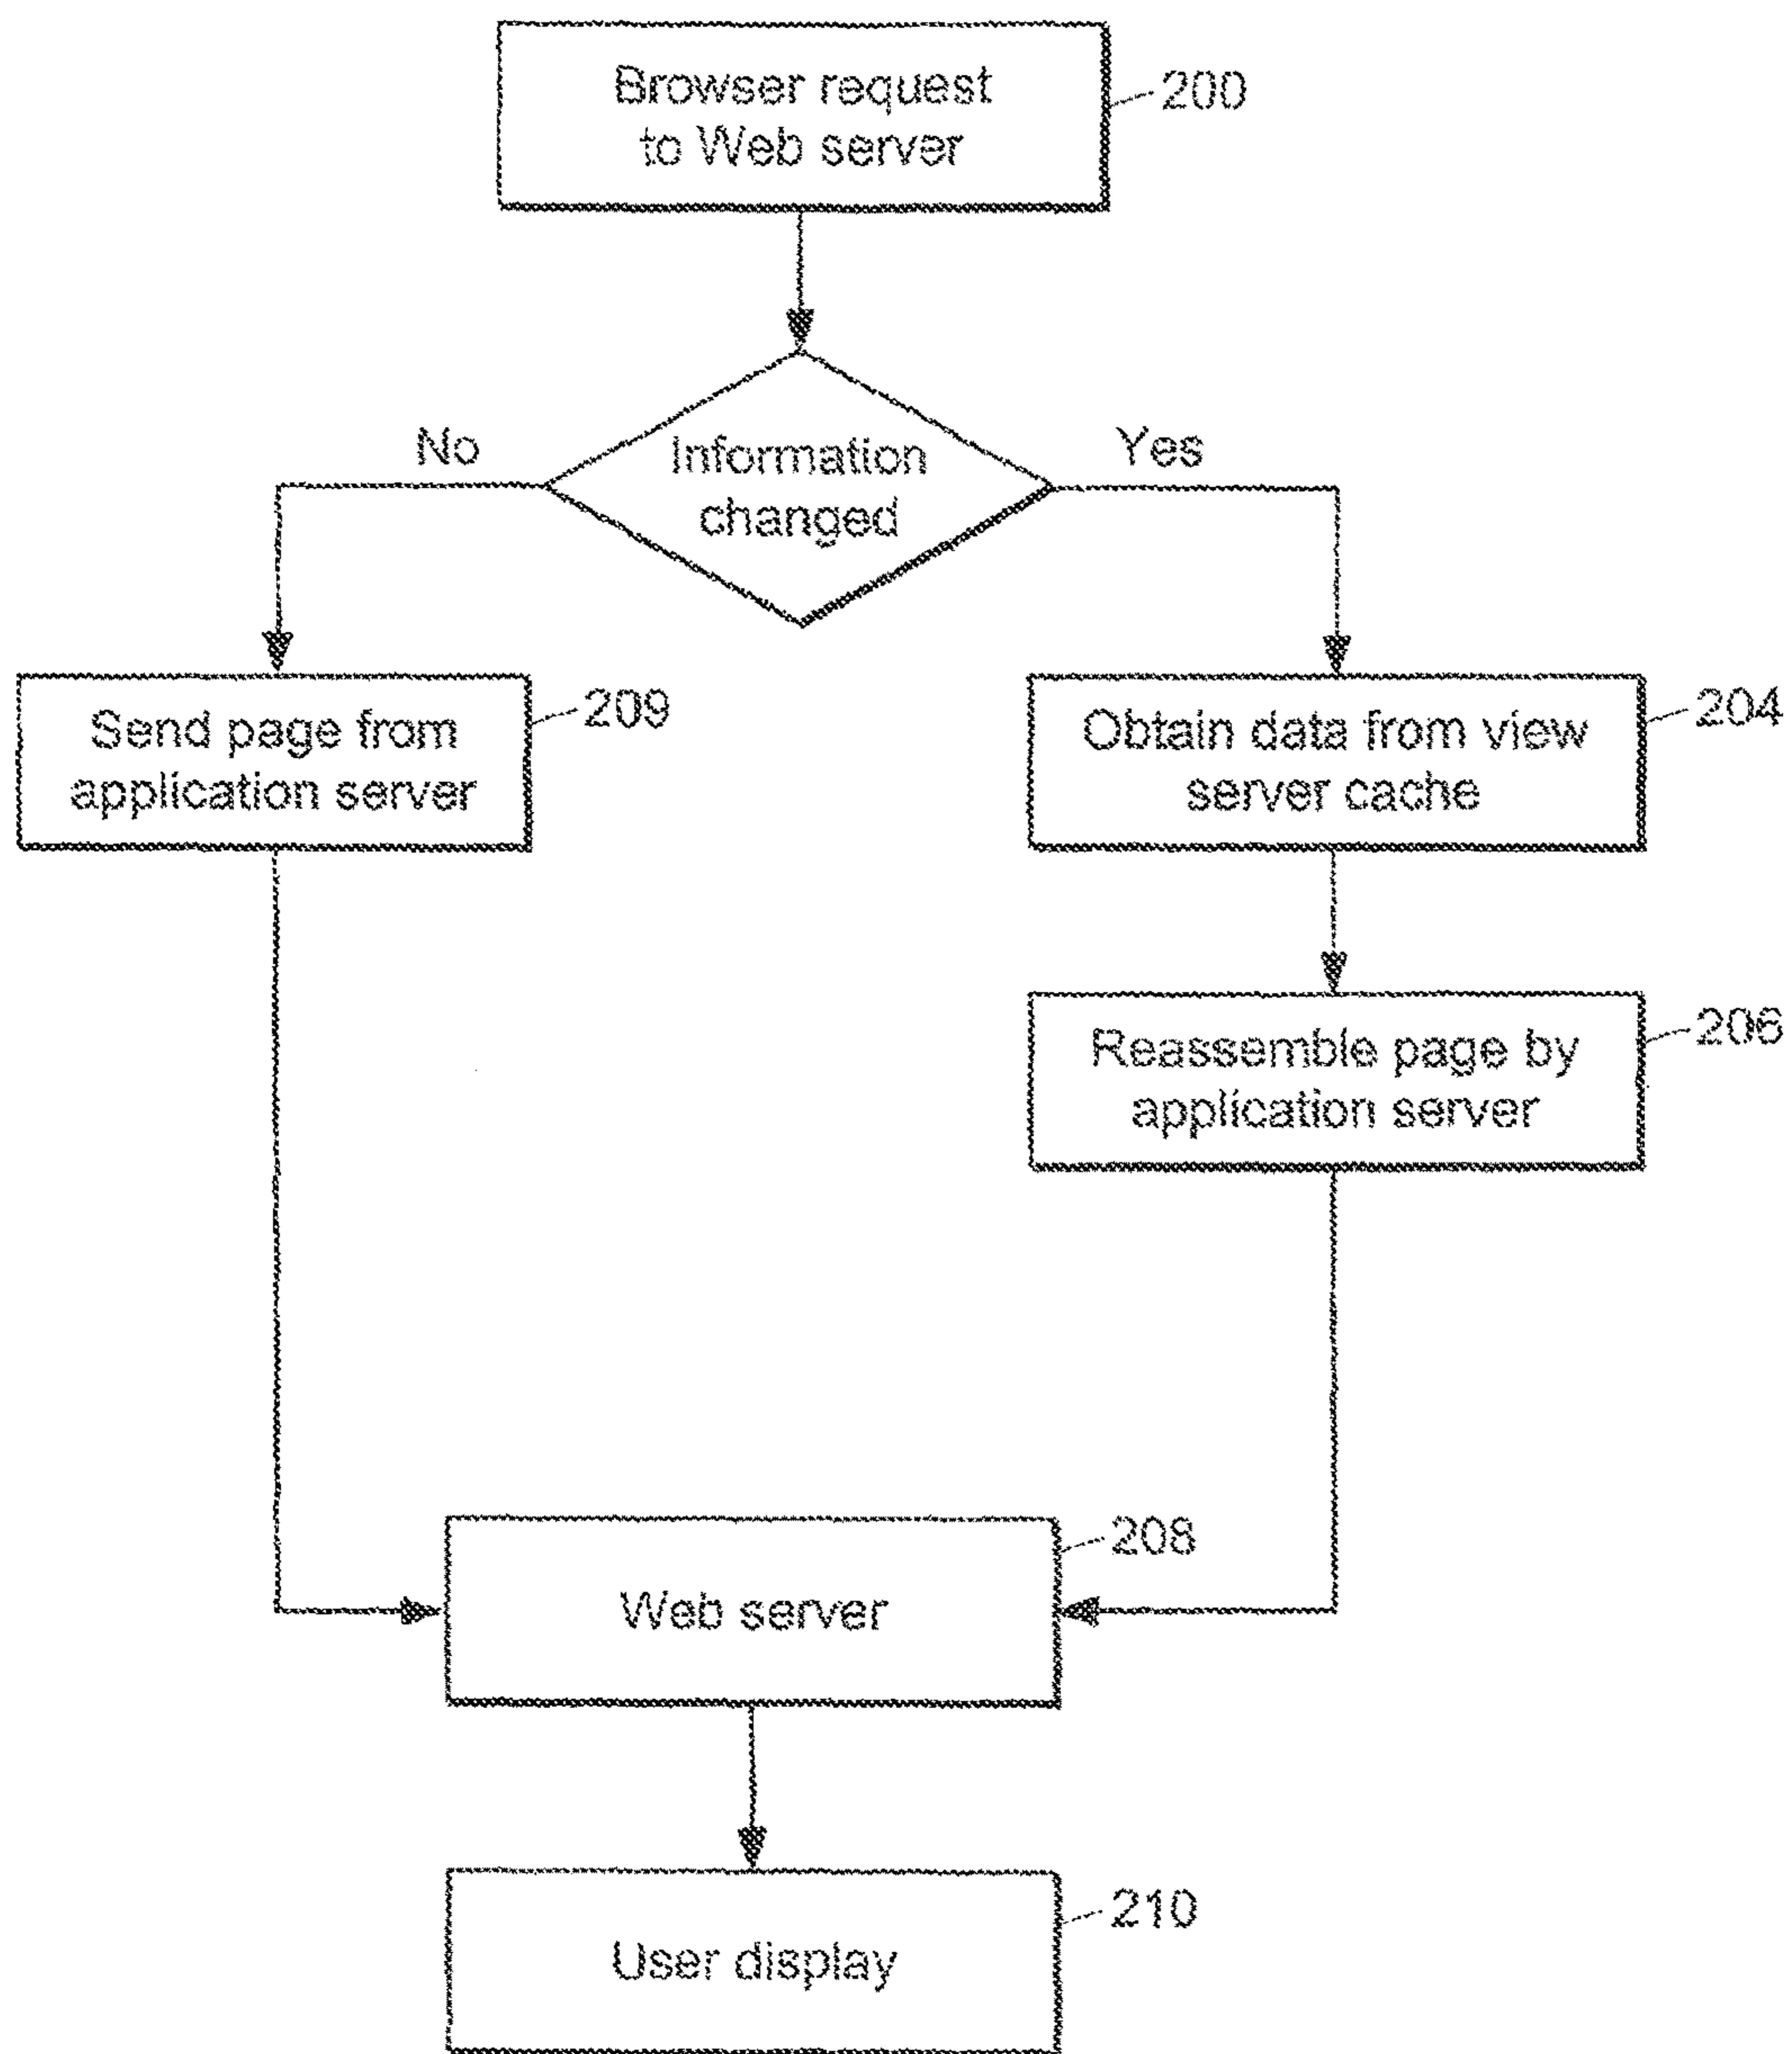 Browser request
to Web server
200
No
Information
changed
Yes
Send page from
application server
209
Obtain data from view
server cache
204
Reassemble page by
application server
206
Web server
208
User display
210